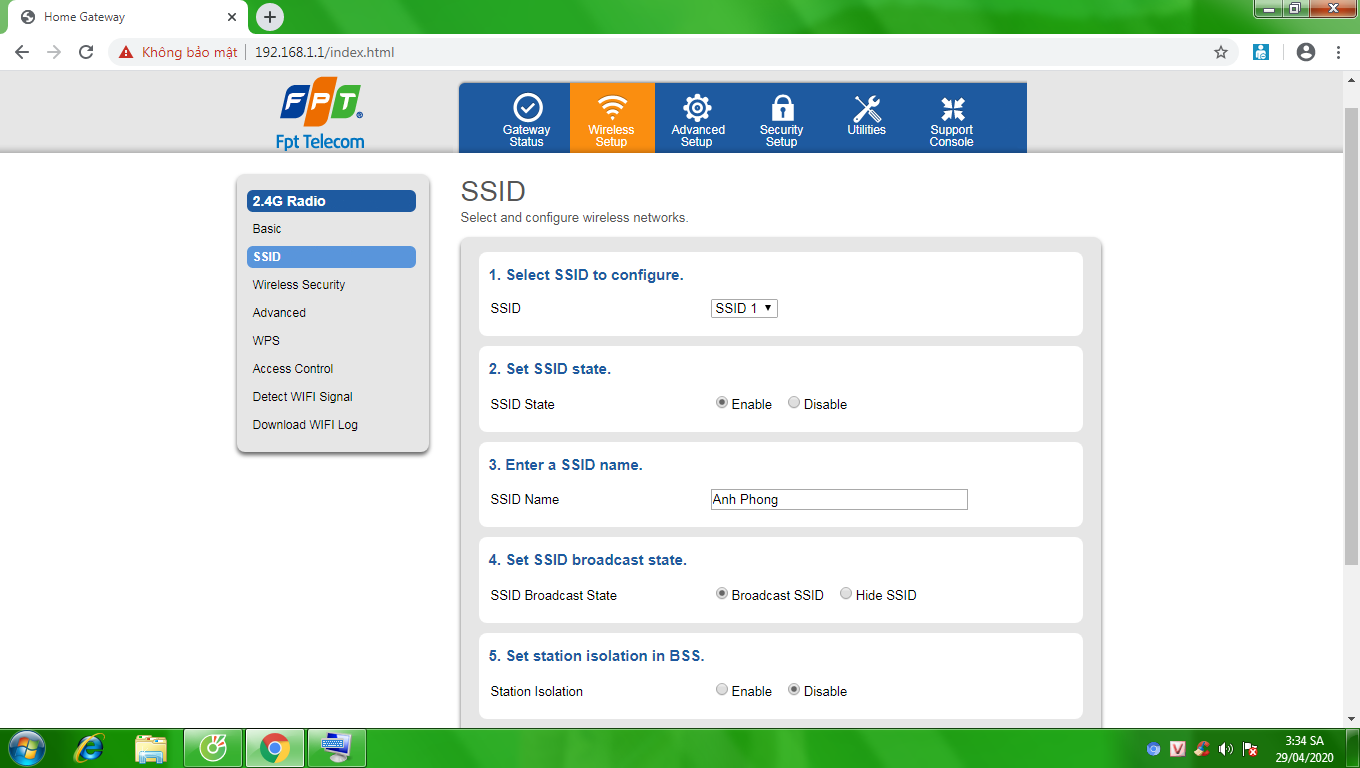 Home Gateway
Không bảo mật
192.168.1.1/index.html
FPT
Fpt Telecom
Gateway
Status
Wireless
Setup
Advanced
Setup
Security
Setup
Utilities
Support
Console
2.4G Radio
Basic
SSID
Wireless Security
Advanced
WPS
Access Control
Detect WIFI Signal
Download WIFI Log
SSID
Select and configure wireless networks.
1. Select SSID to configure.
SSID SSID 1
2. Set SSID state.
SSID State Enable Disable
3. Enter a SSID name.
SSID Name Anh Phong
4. Set SSID broadcast state.
SSID Broadcast State Broadcast SSID Hide SSID
5. Set station isolation in BSS.
Station Isolation Enable Disable
3:34 SA
29/04/2020